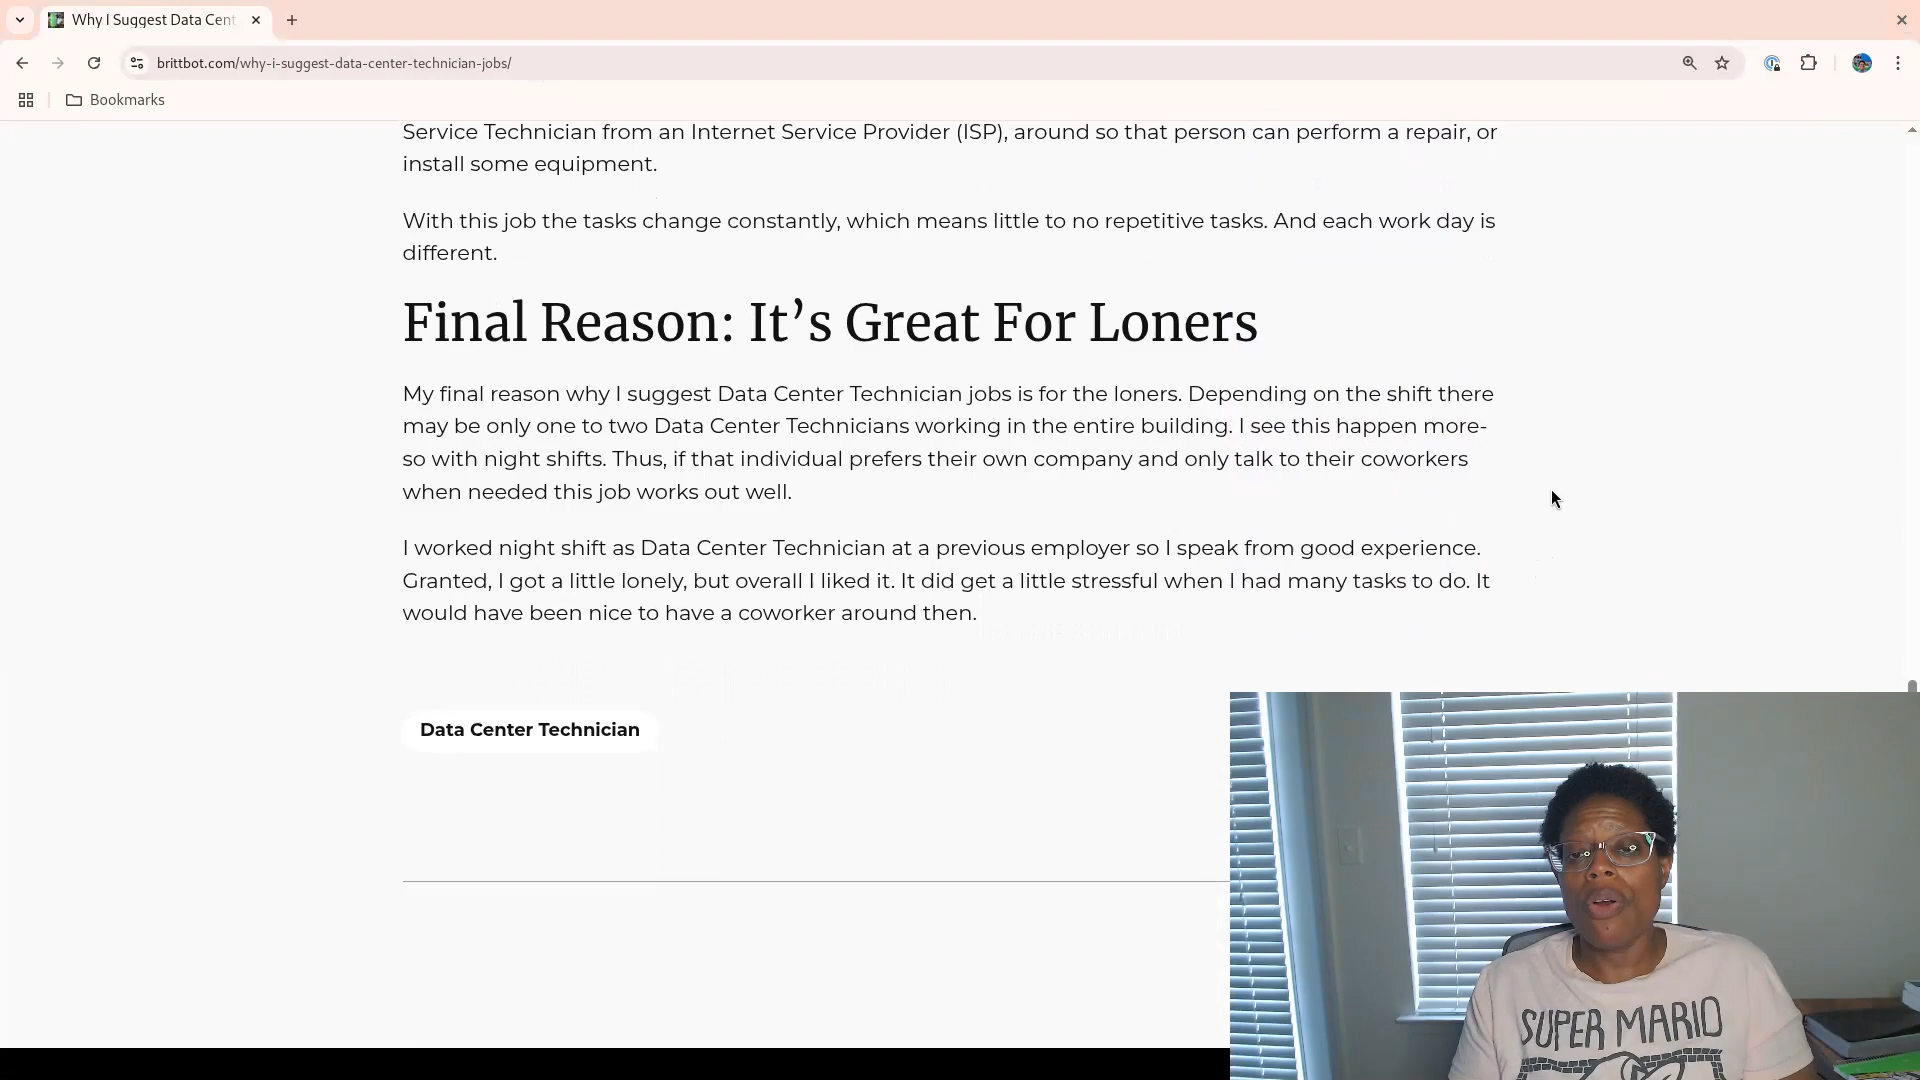 Why I Suggest Data Cent
brittbot.com/why-i-suggest-data-center-technician-jobs/
Bookmarks
Service Technician from an Internet Service Provider (ISP), around so that person can perform a repair, or
install some equipment.
With this job the tasks change constantly, which means little to no repetitive tasks. And each work day is
different.
Final Reason: It’s Great For Loners
My final reason why I suggest Data Center Technician jobs is for the loners. Depending on the shift there
may be only one to two Data Center Technicians working in the entire building. I see this happen more-
so with night shifts. Thus, if that individual prefers their own company and only talk to their coworkers
when needed this job works out well.
I worked night shift as Data Center Technician at a previous employer so I speak from good experience.
Granted, I got a little lonely, but overall I liked it. It did get a little stressful when I had many tasks to do. It
would have been nice to have a coworker around then.
Data Center Technician
SUPER MARIO